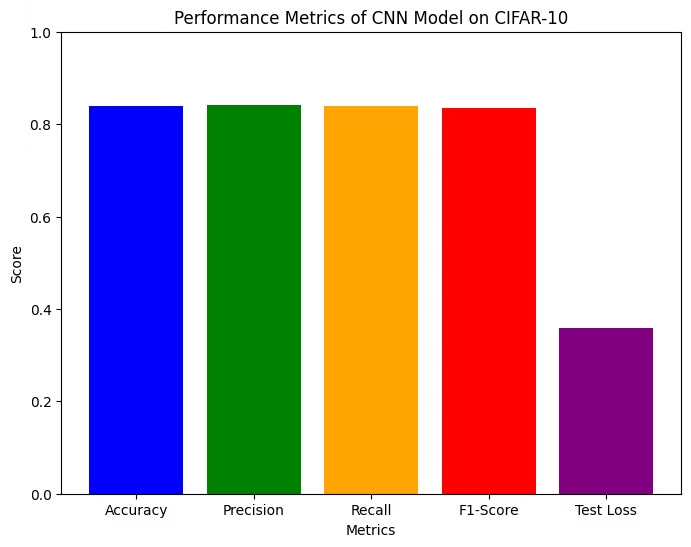 Performance Metrics of CNN Model on CIFAR-10
1.0
0.8
0.6
0.4
0.2
0.0
Score
Accuracy Precision Recall F1-Score Test Loss
Metrics